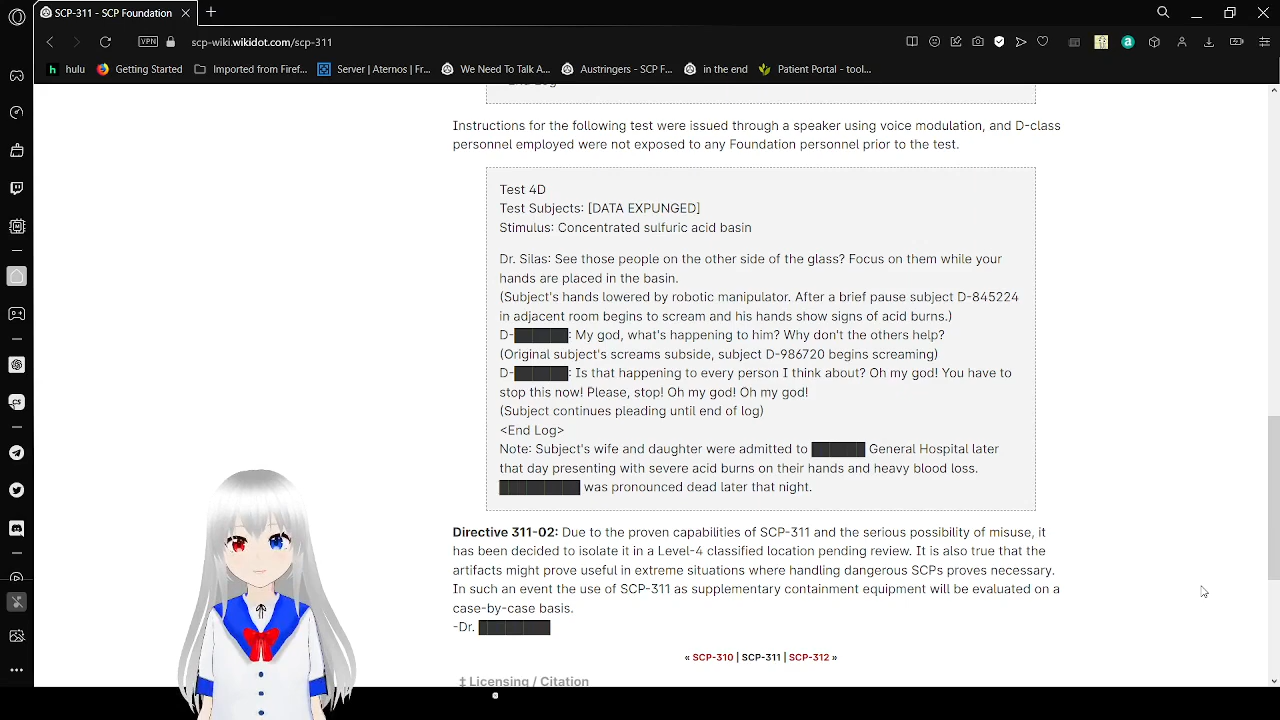 SCP-311 - SCP Foundation
VPN
scp-wiki.wikidot.com/scp-311
hulu
Getting Started
Imported from Firef...
Server | Aternos | Fr...
We Need To Talk A...
Austringers - SCP F...
in the end
Patient Portal - tool...
Instructions for the following test were issued through a speaker using voice modulation, and D-class
personnel employed were not exposed to any Foundation personnel prior to the test.
Test 4D
Test Subjects: [DATA EXPUNGED]
Stimulus: Concentrated sulfuric acid basin
Dr. Silas: See those people on the other side of the glass? Focus on them while your
hands are placed in the basin.
(Subject's hands lowered by robotic manipulator. After a brief pause subject D-845224
in adjacent room begins to scream and his hands show signs of acid burns.)
D-██████: My god, what's happening to him? Why don't the others help?
(Original subject's screams subside, subject D-986720 begins screaming)
D-██████: Is that happening to every person I think about? Oh my god! You have to
stop this now! Please, stop! Oh my god! Oh my god!
(Subject continues pleading until end of log)
<End Log>
Note: Subject's wife and daughter were admitted to ██████ General Hospital later
that day presenting with severe acid burns on their hands and heavy blood loss.
█████████ was pronounced dead later that night.
Directive 311-02: Due to the proven capabilities of SCP-311 and the serious possibility of misuse, it
has been decided to isolate it in a Level-4 classified location pending review. It is also true that the
artifacts might prove useful in extreme situations where handling dangerous SCPs proves necessary.
In such an event the use of SCP-311 as supplementary containment equipment will be evaluated on a
case-by-case basis.
-Dr. ████████
« SCP-310 | SCP-311 | SCP-312 »
‡ Licensing / Citation